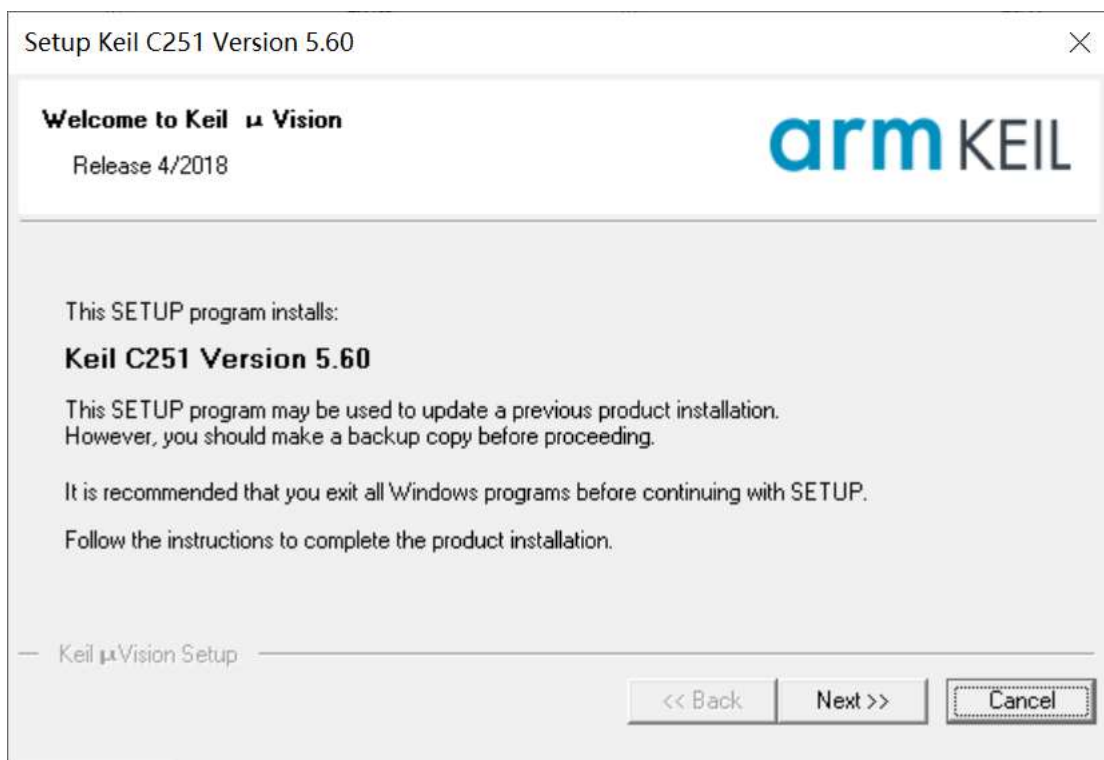 Setup Keil C251 Version 5.60
Welcome to Keil μ Vision
Release 4/2018
arm KEIL
This SETUP program installs:
Keil C251 Version 5.60
This SETUP program may be used to update a previous product installation.
However, you should make a backup copy before proceeding.
It is recommended that you exit all Windows programs before continuing with SETUP.
Follow the instructions to complete the product installation.
Keil μVision Setup
<< Back Next >> Cancel